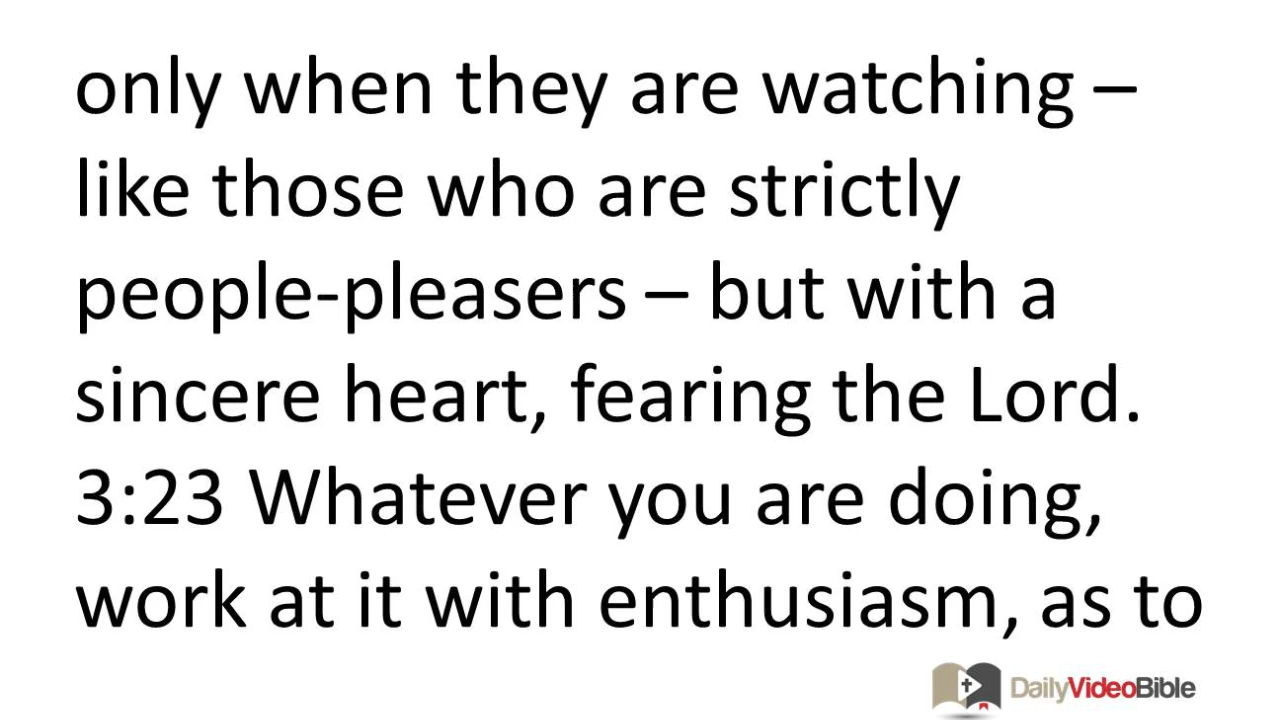 only when they are watching –
like those who are strictly
people-pleasers – but with a
sincere heart, fearing the Lord.
3:23 Whatever you are doing,
work at it with enthusiasm, as to
DailyVideoBible